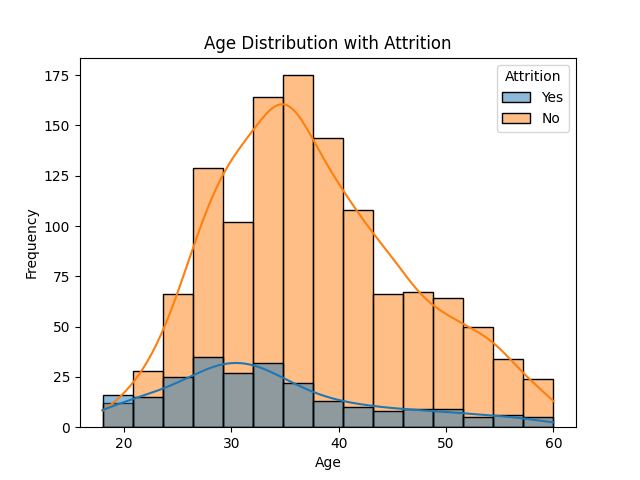 Age Distribution with Attrition
Attrition
Yes
No
175
150
125
100
75
50
25
0
Frequency
20
30
40
50
60
Age